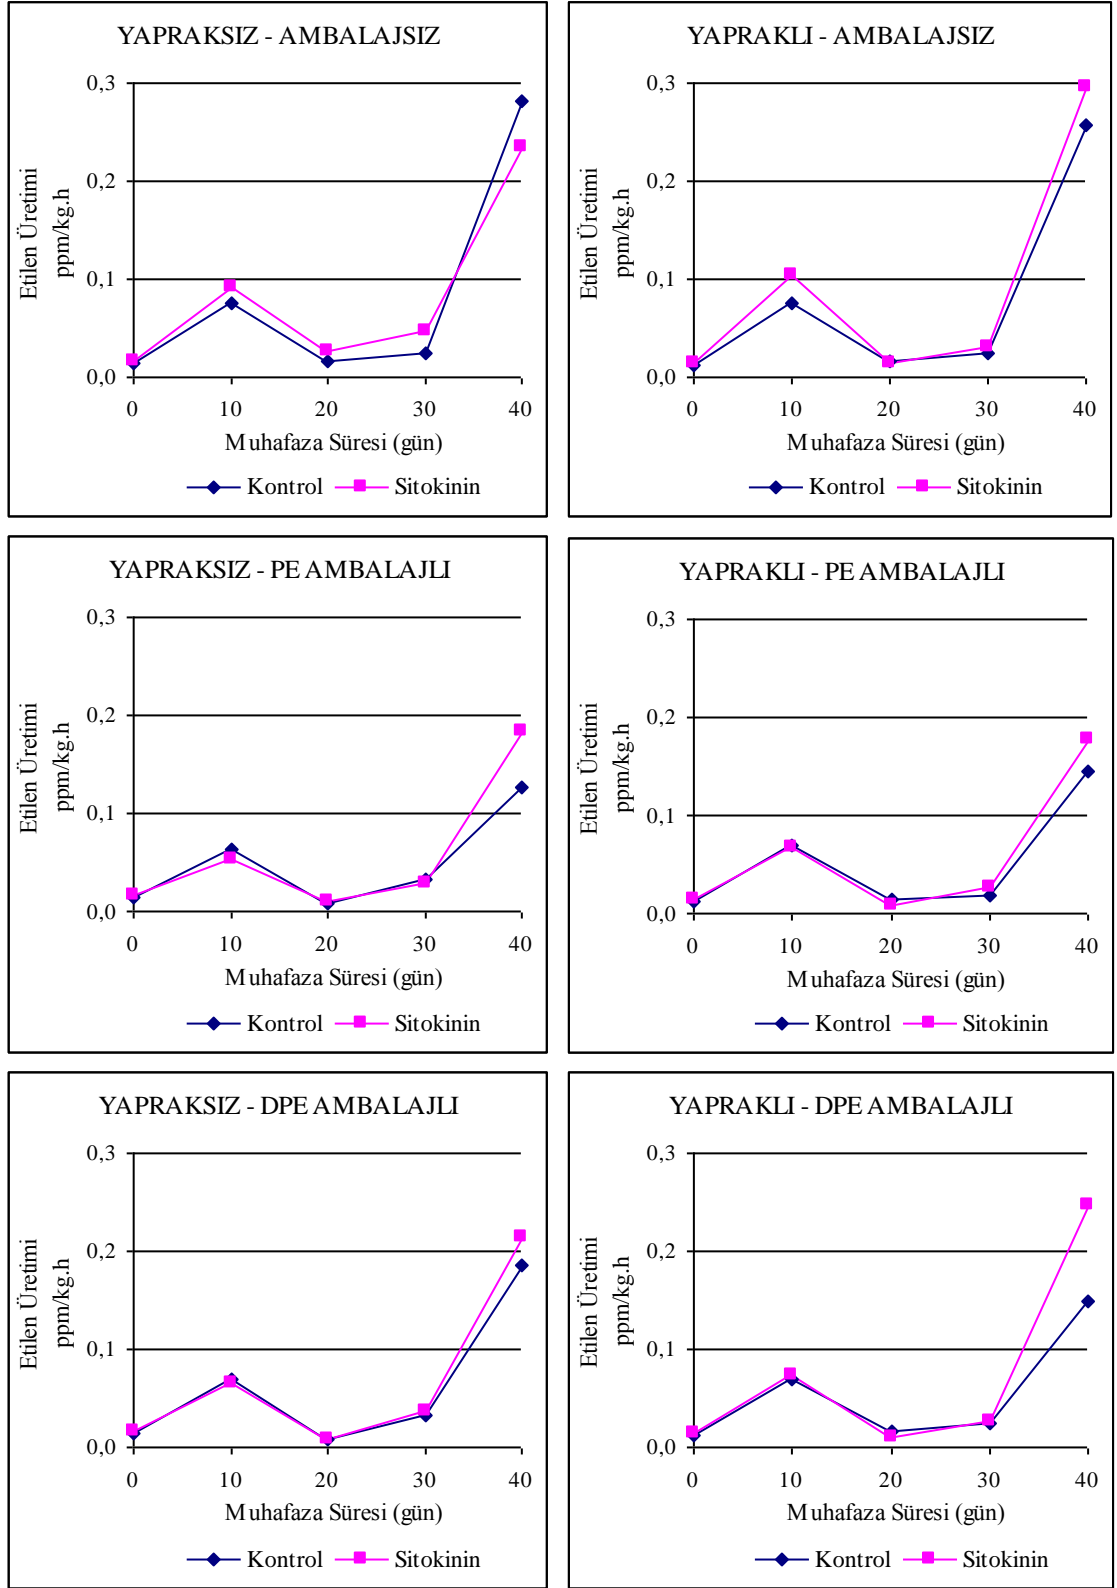 YAPRAKSIZ - AMBALAJSIZ
Etilen Üretimi
ppm/kg.h
0,3
0,2
0,1
0,0
0 10 20 30 40
Muhafaza Süresi (gün)
Kontrol Sitokinin
YAPRAKLI - AMBALAJSIZ
Etilen Üretimi
ppm/kg.h
0,3
0,2
0,1
0,0
0 10 20 30 40
Muhafaza Süresi (gün)
Kontrol Sitokinin
YAPRAKSIZ - PE AMBALAJLI
Etilen Üretimi
ppm/kg.h
0,3
0,2
0,1
0,0
0 10 20 30 40
Muhafaza Süresi (gün)
Kontrol Sitokinin
YAPRAKLI - PE AMBALAJLI
Etilen Üretimi
ppm/kg.h
0,3
0,2
0,1
0,0
0 10 20 30 40
Muhafaza Süresi (gün)
Kontrol Sitokinin
YAPRAKSIZ - DPE AMBALAJLI
Etilen Üretimi
ppm/kg.h
0,3
0,2
0,1
0,0
0 10 20 30 40
Muhafaza Süresi (gün)
Kontrol Sitokinin
YAPRAKLI - DPE AMBALAJLI
Etilen Üretimi
ppm/kg.h
0,3
0,2
0,1
0,0
0 10 20 30 40
Muhafaza Süresi (gün)
Kontrol Sitokinin